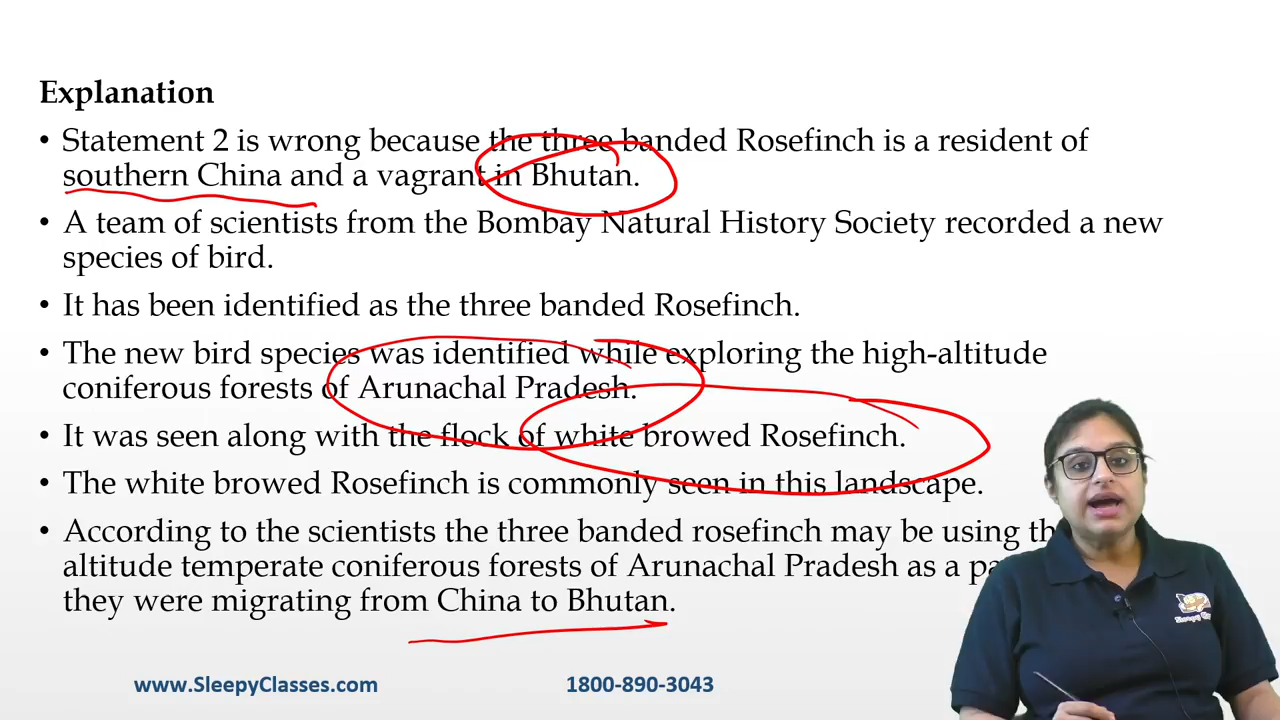 Explanation
• Statement 2 is wrong because the three banded Rosefinch is a resident of
southern China and a vagrant in Bhutan.
• A team of scientists from the Bombay Natural History Society recorded a new
species of bird.
• It has been identified as the three banded Rosefinch.
• The new bird species was identified while exploring the high-altitude
coniferous forests of Arunachal Pradesh.
• It was seen along with the flock of white browed Rosefinch.
• The white browed Rosefinch is commonly seen in this landscape.
• According to the scientists the three banded rosefinch may be using
altitude temperate coniferous forests of Arunachal Pradesh as a
they were migrating from China to Bhutan.
www.SleepyClasses.com 1800-890-3043